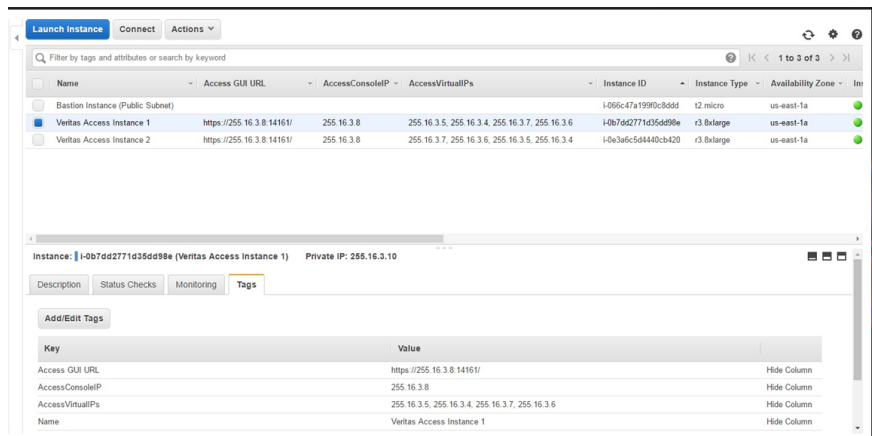 Launch Instance Connect Actions
Filter by tags and attributes or search by keyword 1 to 3 of 3
Name Access GUI URL AccessConsoleIP AccessVirtualIPs Instance ID Instance Type Availability Zone Ins
Bastion Instance (Public Subnet) i-066c47a199f0c8ddd t2.micro us-east-1a
Veritas Access Instance 1 https://255.16.3.8:14161/ 255.16.3.8 255.16.3.5, 255.16.3.4, 255.16.3.7, 255.16.3.6 i-0b7dd2771d35dd98e r3.8xlarge us-east-1a
Veritas Access Instance 2 https://255.16.3.8:14161/ 255.16.3.8 255.16.3.7, 255.16.3.6, 255.16.3.5, 255.16.3.4 i-0e3a6c5d4440cb420 r3.8xlarge us-east-1a
Instance: i-0b7dd2771d35dd98e (Veritas Access Instance 1) Private IP: 255.16.3.10
Description Status Checks Monitoring Tags
Add/Edit Tags
Key Value
Access GUI URL https://255.16.3.8:14161/ Hide Column
AccessConsoleIP 255.16.3.8 Hide Column
AccessVirtualIPs 255.16.3.5, 255.16.3.4, 255.16.3.7, 255.16.3.6 Hide Column
Name Veritas Access Instance 1 Hide Column